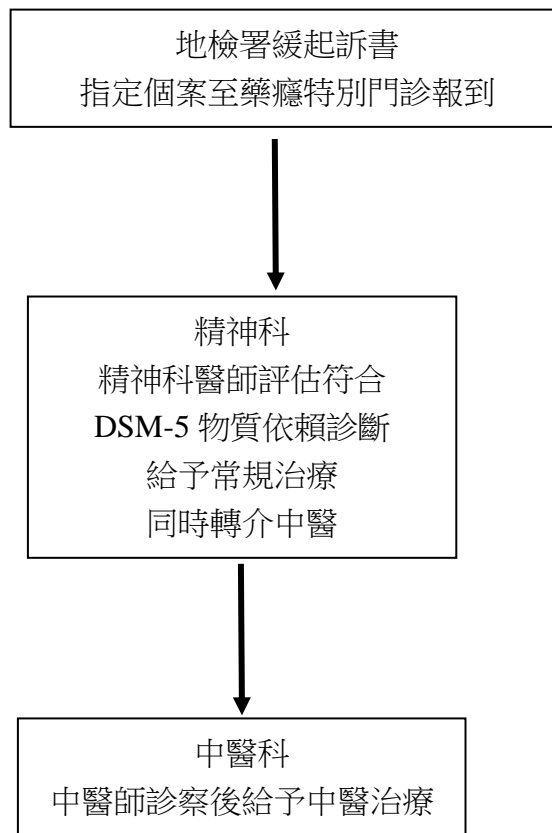 地檢署緩起訴書
指定個案至藥癮特別門診報到
精神科
精神科醫師評估符合
DSM-5 物質依賴診斷
給予常規治療
同時轉介中醫
中醫科
中醫師診察後給予中醫治療